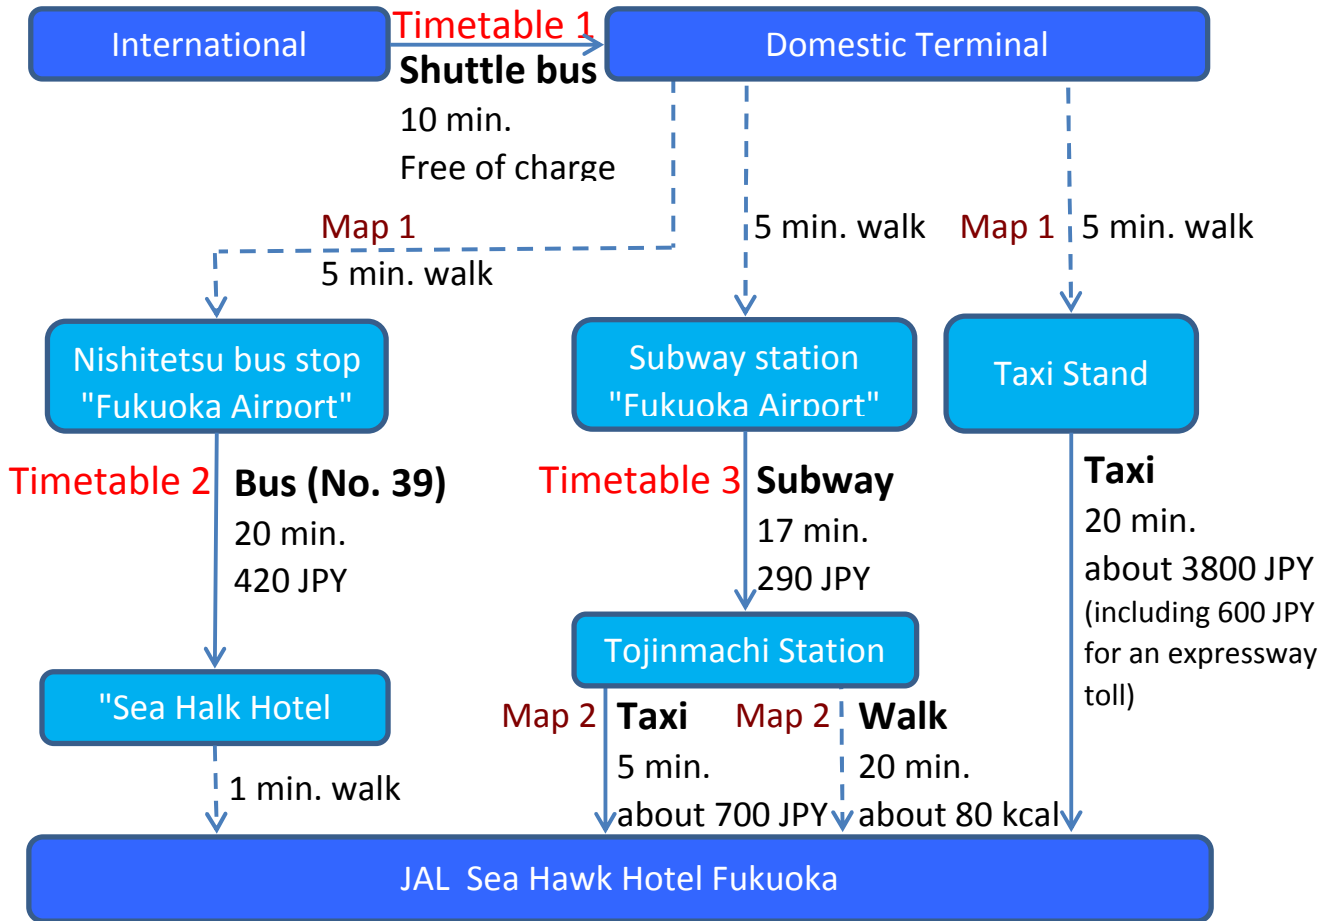 International
Timetable 1
Domestic Terminal
Shuttle bus
10 min.
Free of charge
Map 1
5 min. walk
5 min. walk
Map 1
5 min. walk
Nishitetsu bus stop
"Fukuoka Airport"
Subway station
"Fukuoka Airport"
Taxi Stand
Timetable 2
Bus (No. 39)
20 min.
420 JPY
Timetable 3
Subway
17 min.
290 JPY
Taxi
20 min.
about 3800 JPY
(including 600 JPY
for an expressway
toll)
"Sea Halk Hotel
1 min. walk
Tojinmachi Station
Map 2
Taxi
5 min.
about 700 JPY
Map 2
Walk
20 min.
about 80 kcal
JAL Sea Hawk Hotel Fukuoka